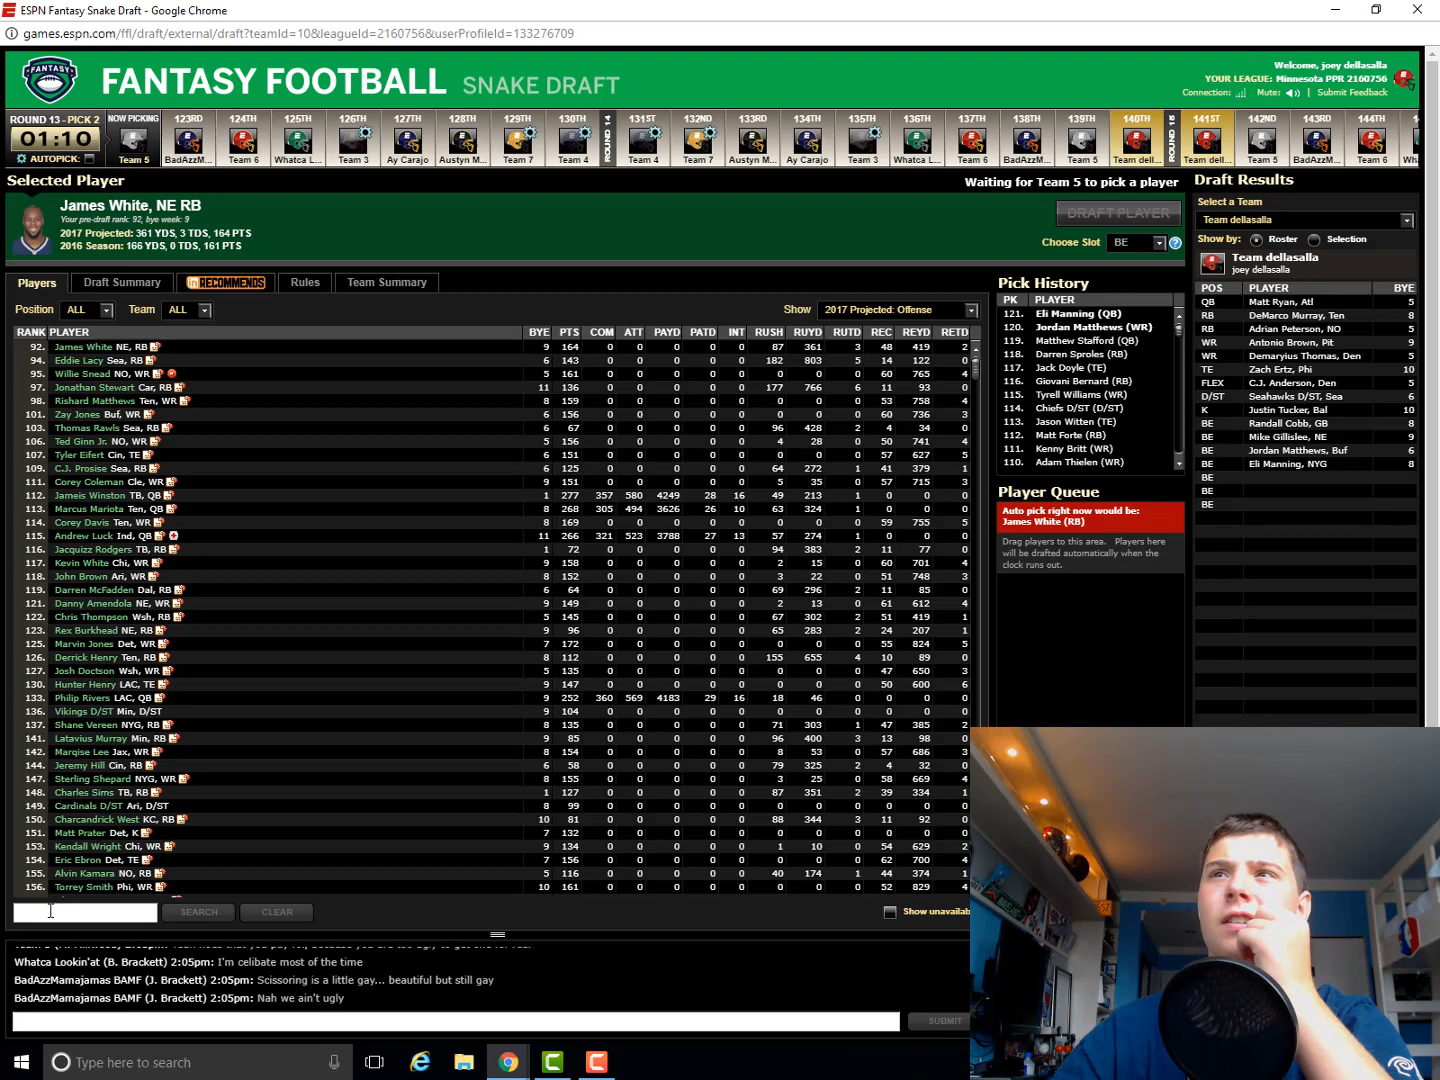 ESPN Fantasy Snake Draft - Google Chrome
games.espn.com/ffl/draft/external/draft?teamId=10&leagueId=2160756&userProfileId=133276709
FANTASY FOOTBALL SNAKE DRAFT
Welcome, joey dellasalla
YOUR LEAGUE: Minnesota PPR 2160756
Connection: Mute: | Submit Feedback
ROUND 13 - PICK 2
01:10
AUTOPICK:
NOW PICKING 123RD 124TH 125TH 126TH 127TH 128TH 129TH 130TH ROUND 14 131ST 132ND 133RD 134TH 135TH 136TH 137TH 138TH 139TH 140TH ROUND 15 141ST 142ND 143RD 144TH
Team 5 BadAzzM... Team 6 Whatca L... Team 3 Ay Carajo Austyn M... Team 7 Team 4 Team 4 Team 7 Austyn M... Ay Carajo Team 3 Whatca L... Team 6 BadAzzM... Team 5 Team dell... Team dell... Team 5 BadAzzM... Team 6
Selected Player
Waiting for Team 5 to pick a player
James White, NE RB
Your pre-draft rank: 92, bye week: 9
2017 Projected: 361 YDS, 3 TDS, 164 PTS
2016 Season: 166 YDS, 0 TDS, 161 PTS
DRAFT PLAYER
Choose Slot BE
Players Draft Summary RECOMMENDS Rules Team Summary
Position ALL Team ALL Show 2017 Projected: Offense
RANK PLAYER BYE PTS COM ATT PAYD PATD INT RUSH RUYD RUTD REC REYD RETD
92. James White NE, RB 9 164 0 0 0 0 0 87 361 3 48 419 2
94. Eddie Lacy Sea, RB 6 143 0 0 0 0 0 182 803 5 14 122 0
95. Willie Snead NO, WR 5 161 0 0 0 0 0 0 0 0 60 765 4
97. Jonathan Stewart Car, RB 11 136 0 0 0 0 0 177 766 6 11 93 0
98. Rishard Matthews Ten, WR 8 159 0 0 0 0 0 0 0 0 53 758 4
101. Zay Jones Buf, WR 6 156 0 0 0 0 0 0 0 0 60 736 3
103. Thomas Rawls Sea, RB 6 67 0 0 0 0 0 96 428 2 4 34 0
106. Ted Ginn Jr. NO, WR 5 156 0 0 0 0 0 4 28 0 50 741 4
107. Tyler Eifert Cin, TE 6 151 0 0 0 0 0 0 0 0 57 627 5
109. C.J. Prosise Sea, RB 6 125 0 0 0 0 0 64 272 1 41 379 1
111. Corey Coleman Cle, WR 9 151 0 0 0 0 0 5 35 0 57 715 3
112. Jameis Winston TB, QB 1 277 357 580 4249 28 16 49 213 1 0 0 0
113. Marcus Mariota Ten, QB 8 268 305 494 3626 26 10 63 324 1 0 0 0
114. Corey Davis Ten, WR 8 169 0 0 0 0 0 0 0 0 59 755 5
115. Andrew Luck Ind, QB 11 266 321 523 3788 27 13 57 274 1 0 0 0
116. Jacquizz Rodgers TB, RB 1 72 0 0 0 0 0 94 383 2 11 77 0
117. Kevin White Chi, WR 9 158 0 0 0 0 0 2 15 0 60 701 4
118. John Brown Ari, WR 8 152 0 0 0 0 0 3 22 0 51 748 3
119. Darren McFadden Dal, RB 6 64 0 0 0 0 0 69 296 2 11 85 0
121. Danny Amendola NE, WR 9 149 0 0 0 0 0 2 13 0 61 612 4
122. Chris Thompson Wsh, RB 5 145 0 0 0 0 0 67 302 2 51 419 1
123. Rex Burkhead NE, RB 9 96 0 0 0 0 0 65 283 2 24 207 1
125. Marvin Jones Det, WR 7 172 0 0 0 0 0 0 0 0 55 824 5
126. Derrick Henry Ten, RB 8 112 0 0 0 0 0 155 655 4 10 89 0
127. Josh Doctson Wsh, WR 5 135 0 0 0 0 0 0 0 0 47 650 3
130. Hunter Henry LAC, TE 9 147 0 0 0 0 0 0 0 0 50 600 6
133. Philip Rivers LAC, QB 9 252 360 569 4183 29 16 18 46 0 0 0 0
136. Vikings D/ST Min, D/ST 9 104 0 0 0 0 0 0 0 0 0 0 0
137. Shane Vereen NYG, RB 8 135 0 0 0 0 0 71 303 1 47 385 2
141. Latavius Murray Min, RB 9 85 0 0 0 0 0 96 400 3 13 98 0
142. Marqise Lee Jax, WR 8 154 0 0 0 0 0 8 53 0 57 686 3
144. Jeremy Hill Cin, RB 6 58 0 0 0 0 0 79 325 2 4 32 0
147. Sterling Shepard NYG, WR 8 155 0 0 0 0 0 3 25 0 58 669 4
148. Charles Sims TB, RB 1 127 0 0 0 0 0 87 351 2 39 334 1
149. Cardinals D/ST Ari, D/ST 8 99 0 0 0 0 0 0 0 0 0 0 0
150. Charcandrick West KC, RB 10 81 0 0 0 0 0 88 344 3 11 92 0
151. Matt Prater Det, K 7 132 0 0 0 0 0 0 0 0 0 0 0
153. Kendall Wright Chi, WR 9 138 0 0 0 0 0 1 10 0 54 629 2
154. Eric Ebron Det, TE 7 156 0 0 0 0 0 0 0 0 62 700 4
155. Alvin Kamara NO, RB 5 116 0 0 0 0 0 40 174 1 44 374 1
156. Torrey Smith Phi, WR 10 161 0 0 0 0 0 0 0 0 52 829 4
SEARCH CLEAR Show unavailab
Whatca Lookin'at (B. Brackett) 2:05pm: I'm celibate most of the time
BadAzzMamajamas BAMF (J. Brackett) 2:05pm: Scissoring is a little gay... beautiful but still gay
BadAzzMamajamas BAMF (J. Brackett) 2:05pm: Nah we ain't ugly
SUBMIT
Pick History
PK PLAYER
121. Eli Manning (QB)
120. Jordan Matthews (WR)
119. Matthew Stafford (QB)
118. Darren Sproles (RB)
117. Jack Doyle (TE)
116. Giovani Bernard (RB)
115. Tyrell Williams (WR)
114. Chiefs D/ST (D/ST)
113. Jason Witten (TE)
112. Matt Forte (RB)
111. Kenny Britt (WR)
110. Adam Thielen (WR)
Player Queue
Auto pick right now would be:
James White (RB)
Drag players to this area. Players here
will be drafted automatically when the
clock runs out.
Draft Results
Select a Team
Team dellasalla
Show by: Roster Selection
Team dellasalla
joey dellasalla
POS PLAYER BYE
QB Matt Ryan, Atl 5
RB DeMarco Murray, Ten 8
RB Adrian Peterson, NO 5
WR Antonio Brown, Pit 9
WR Demaryius Thomas, Den 5
TE Zach Ertz, Phi 10
FLEX C.J. Anderson, Den 5
D/ST Seahawks D/ST, Sea 6
K Justin Tucker, Bal 10
BE Randall Cobb, GB 8
BE Mike Gillislee, NE 9
BE Jordan Matthews, Buf 6
BE Eli Manning, NYG 8
BE
BE
BE
Type here to search